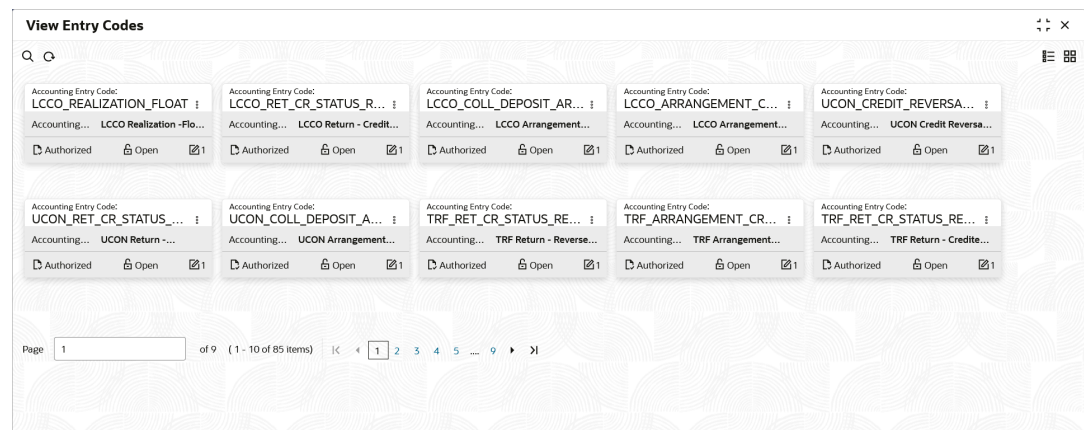 View Entry Codes
Accounting Entry Code: Accounting Entry Code: Accounting Entry Code: Accounting Entry Code: Accounting Entry Code:
LCCO_REALIZATION_FLOAT LCCO_RET_CR_STATUS_R... LCCO_COLL_DEPOSIT_AR... LCCO_ARRANGEMENT_C... UCON_CREDIT_REVERSA...
Accounting... LCCO Realization -Flo... Accounting... LCCO Return - Credit... Accounting... LCCO Arrangement... Accounting... LCCO Arrangement... Accounting... UCON Credit Reversa...
Authorized Open 1 Authorized Open 1 Authorized Open 1 Authorized Open 1 Authorized Open 1
Accounting Entry Code: Accounting Entry Code: Accounting Entry Code: Accounting Entry Code: Accounting Entry Code:
UCON_RET_CR_STATUS_... UCON_COLL_DEPOSIT_A... TRF_RET_CR_STATUS_RE... TRF_ARRANGEMENT_CR... TRF_RET_CR_STATUS_RE...
Accounting... UCON Return -... Accounting... UCON Arrangement... Accounting... TRF Return - Reverse... Accounting... TRF Arrangement... Accounting... TRF Return - Credite...
Authorized Open 1 Authorized Open 1 Authorized Open 1 Authorized Open 1 Authorized Open 1
Page 1 of 9 ( 1 - 10 of 85 items) 1 2 3 4 5 .... 9